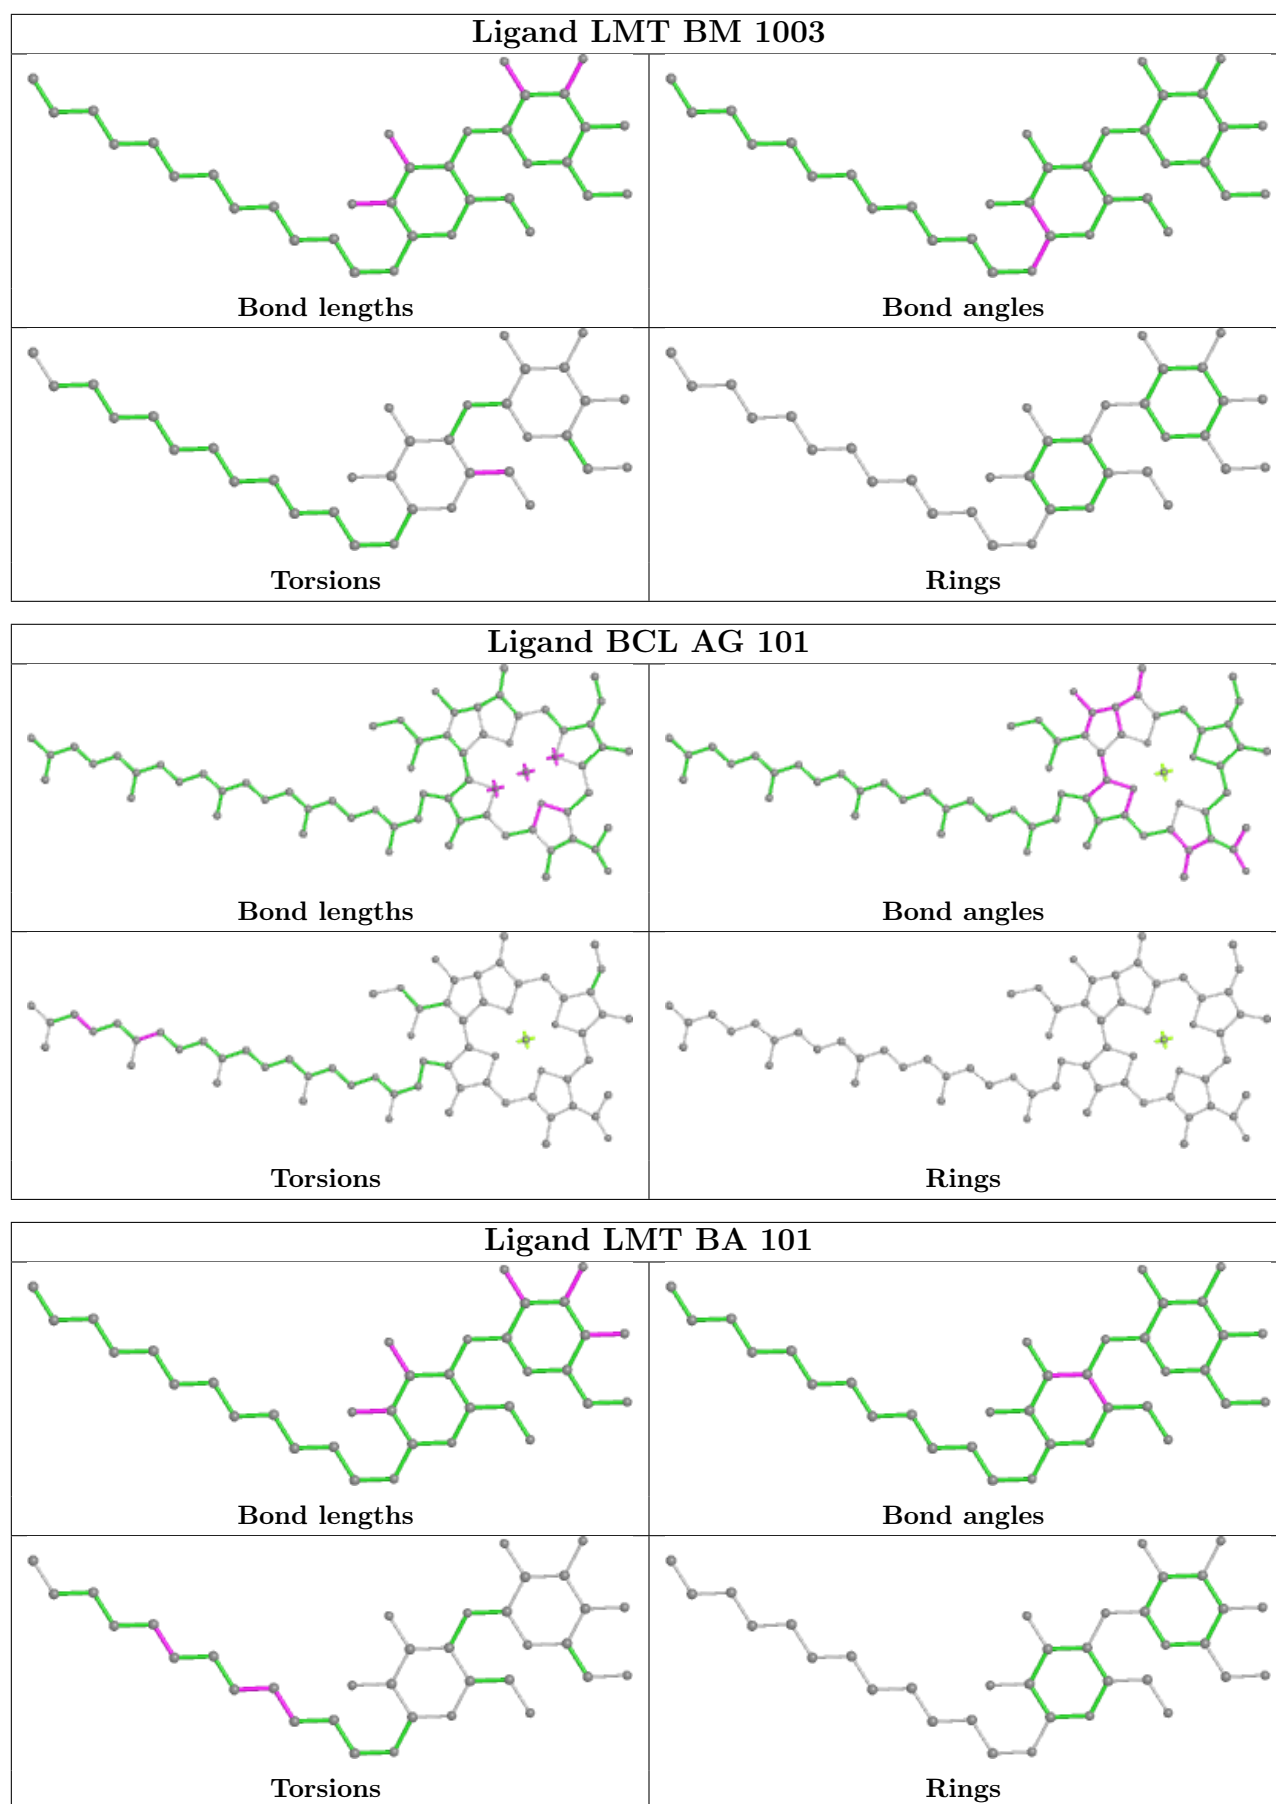 Ligand LMT BM 1003
Bond lengths
Bond angles
Torsions
Rings
Ligand BCL AG 101
Bond lengths
Bond angles
Torsions
Rings
Ligand LMT BA 101
Bond lengths
Bond angles
Torsions
Rings